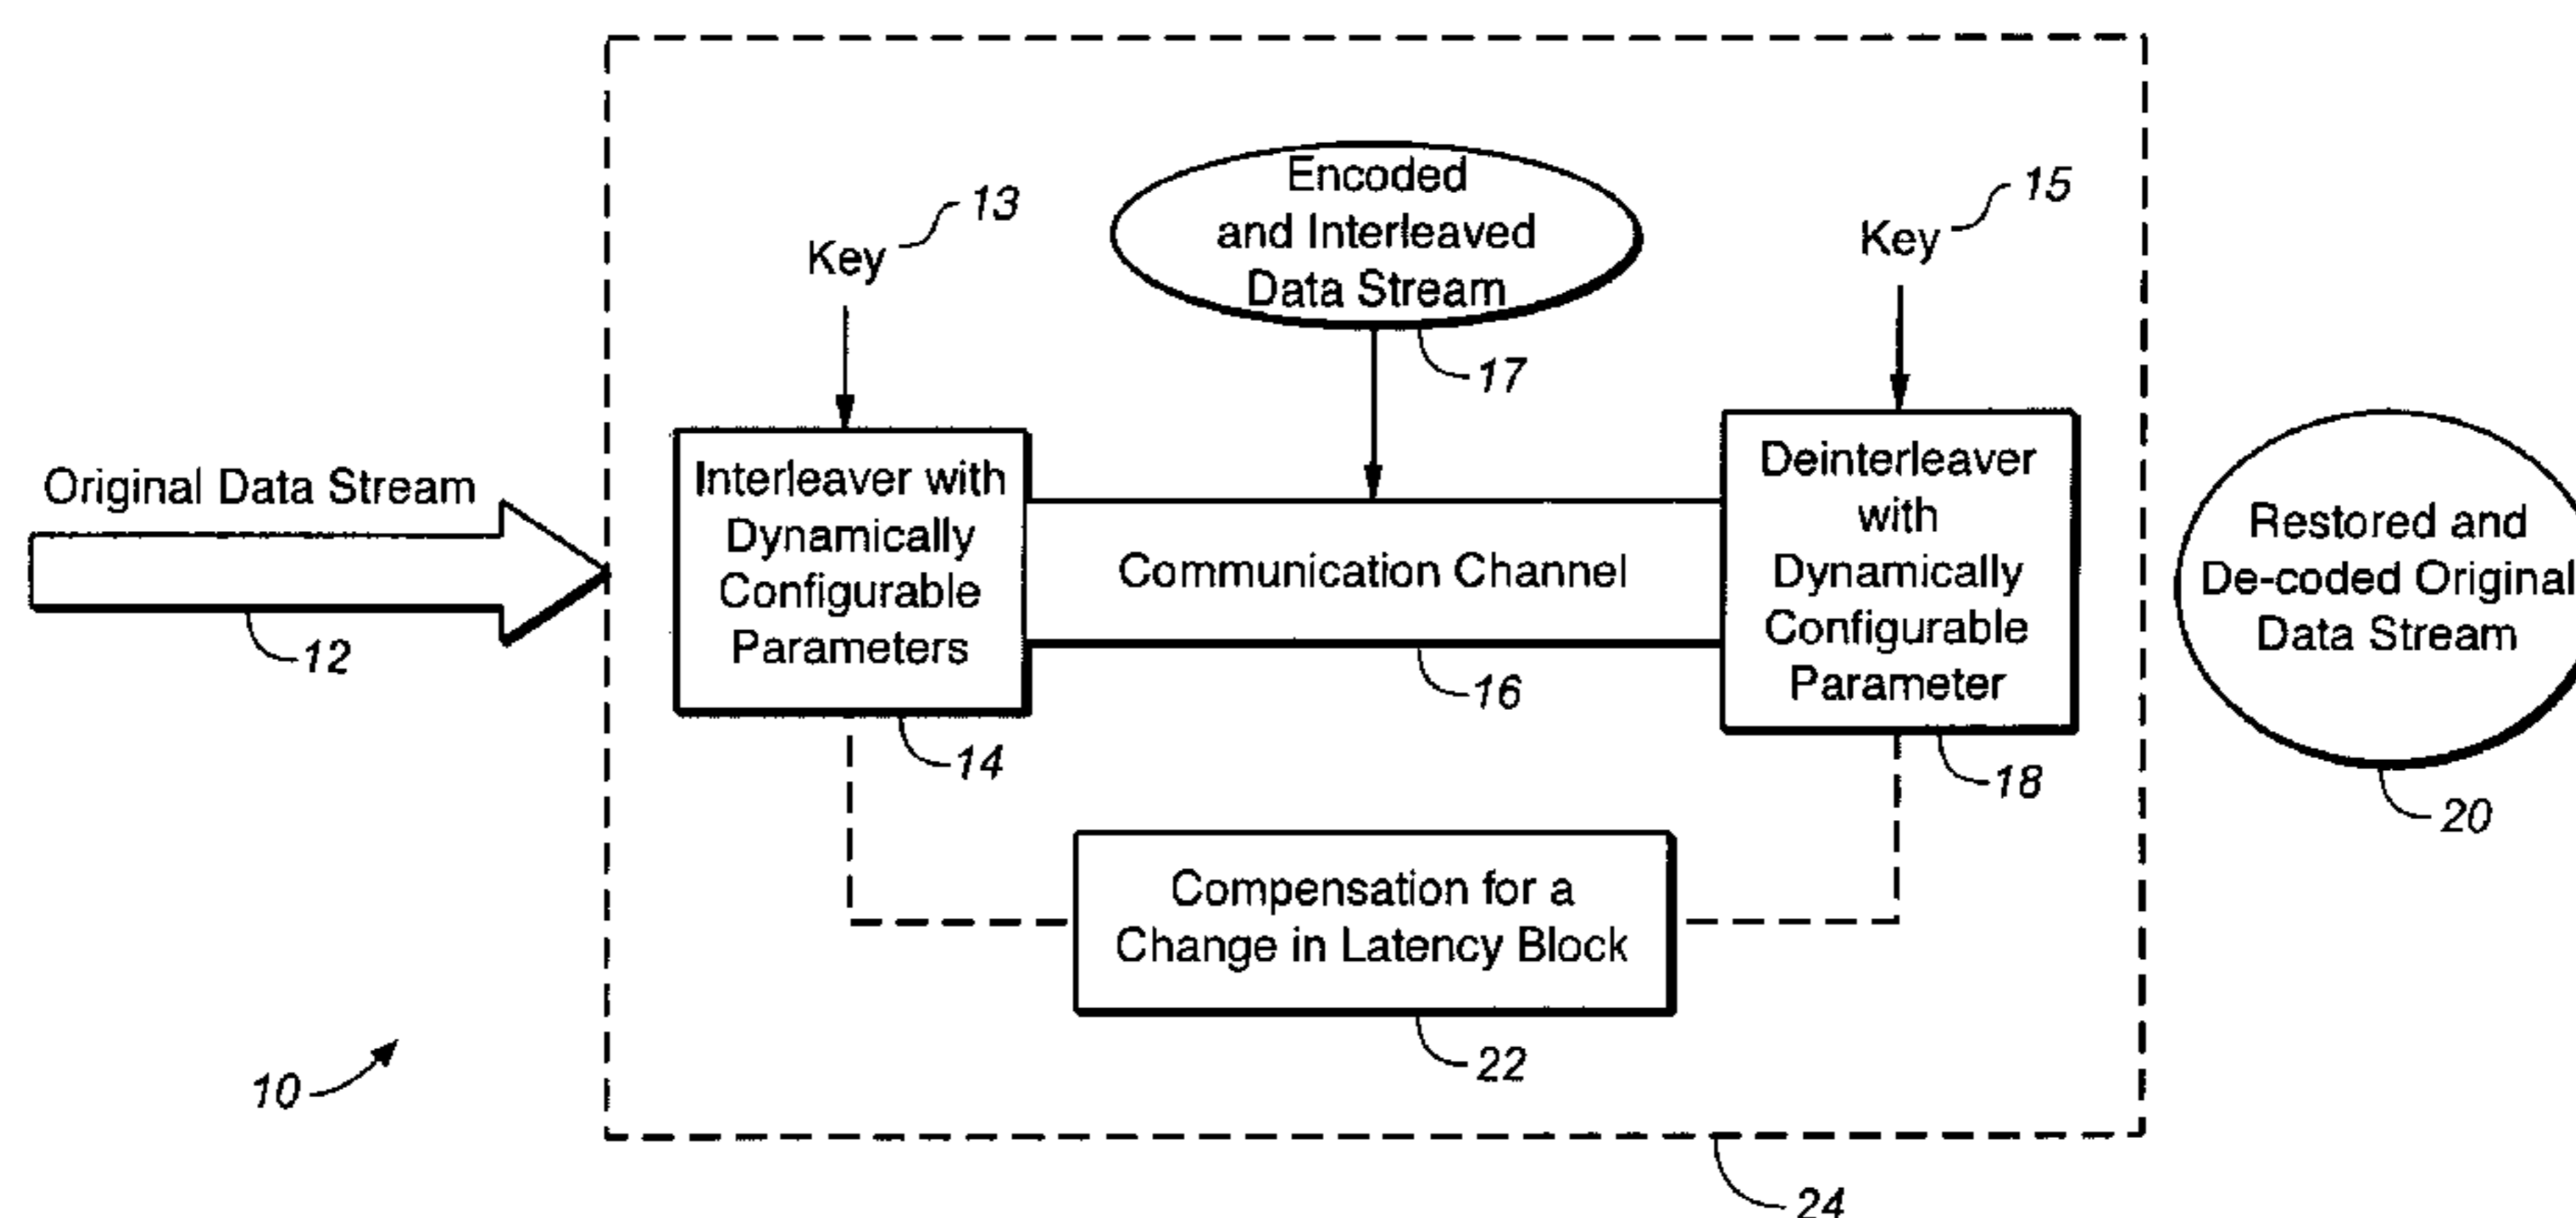 Original Data Stream
12
Key
13
Encoded
and Interleaved
Data Stream
17
Key
15
Interleaver with
Dynamically
Configurable
Parameters
14
Communication Channel
16
Deinterleaver
with
Dynamically
Configurable
Parameter
18
Restored and
De-coded Original
Data Stream
20
Compensation for a
Change in Latency Block
22
10
24